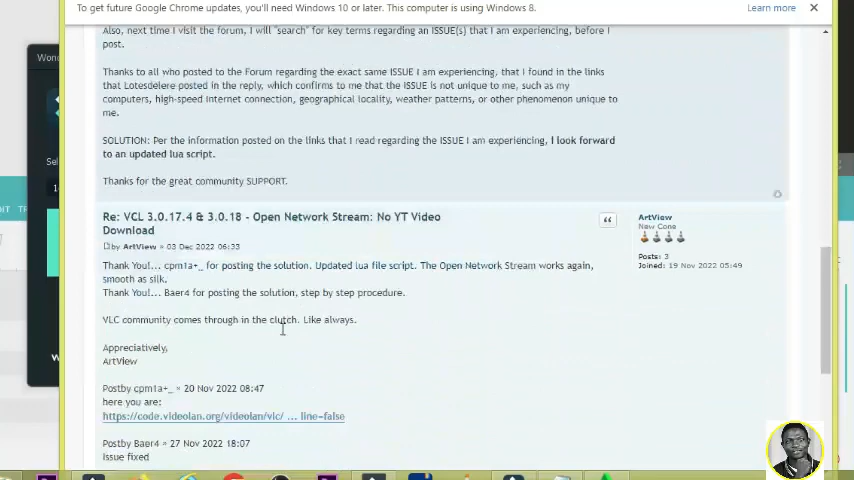 To get future Google Chrome updates, you'll need Windows 10 or later. This computer is using Windows 8.
Learn more
Also, next time I visit the forum, I will "search" for key terms regarding an ISSUE(s) that I am experiencing, before I
post.
Thanks to all who posted to the Forum regarding the exact same ISSUE I am experiencing, that I found in the links
that Lotesdelere posted in the reply, which confirms to me that the ISSUE is not unique to me, such as my
computers, high-speed internet connection, geographical locality, weather patterns, or other phenomenon unique to
me.
SOLUTION: Per the information posted on the links that I read regarding the ISSUE I am experiencing, I look forward
to an updated lua script.
Thanks for the great community SUPPORT.
Re: VCL 3.0.17.4 & 3.0.18 - Open Network Stream: No YT Video
Download
by ArtView » 03 Dec 2022 06:33
Thank You!... cpm1a+_ for posting the solution. Updated lua file script. The Open Network Stream works again,
smooth as silk.
Thank You!... Baer4 for posting the solution, step by step procedure.
VLC community comes through in the clutch. Like always.
Appreciatively,
ArtView
Postby cpm1a+_ » 20 Nov 2022 08:47
here you are:
https://code.videolan.org/videolan/vlc/ ... line=false
Postby Baer4 » 27 Nov 2022 18:07
Issue fixed
ArtView
New Cone
Posts: 3
Joined: 19 Nov 2022 05:49
Wond
Sel